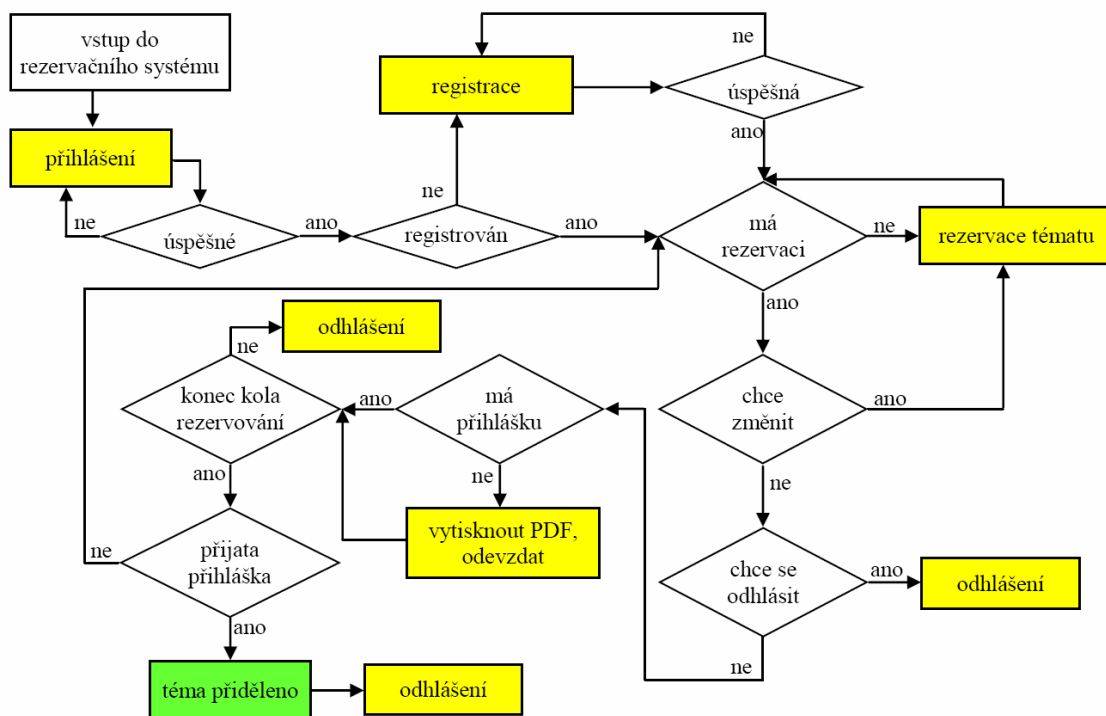 vstup do
rezervačního systému
ne
registrace
úspěšná
ano
přihlášení
ne
úspěšné
ano
ne
registrován
ano
má
rezervaci
ne
rezervace tématu
ano
odhlášení
ne
konec kola
rezervování
ano
má
přihlášku
chce
změnit
ano
ano
ne
ne
vytisknout PDF,
odevzdat
ne
přijata
přihláška
chce se
odhlásit
ano
odhlášení
ano
ne
téma přiděleno
odhlášení